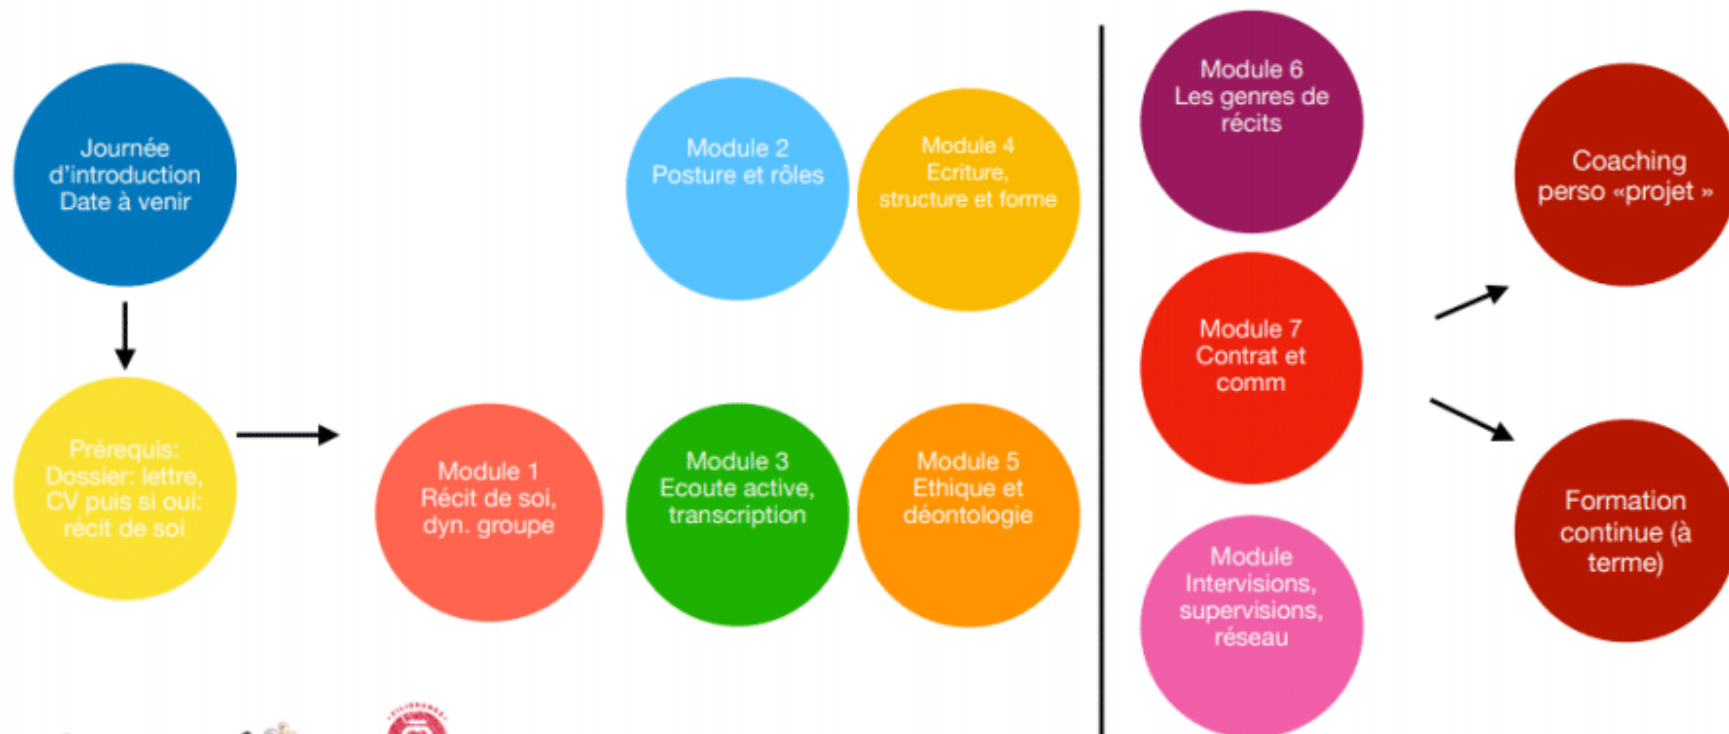 Journée
d'introduction
Date à venir
Prérequis:
Dossier: lettre,
CV puis si oui:
récit de soi
Module 1
Récit de soi,
dyn. groupe
Module 2
Posture et rôles
Module 3
Ecoute active,
transcription
Module 4
Ecriture,
structure et forme
Module 5
Ethique et
déontologie
Module 6
Les genres de
récits
Module 7
Contrat et
comm
Module
Intervisions,
supervisions,
réseau
Coaching
perso «projet »
Formation
continue (à
terme)